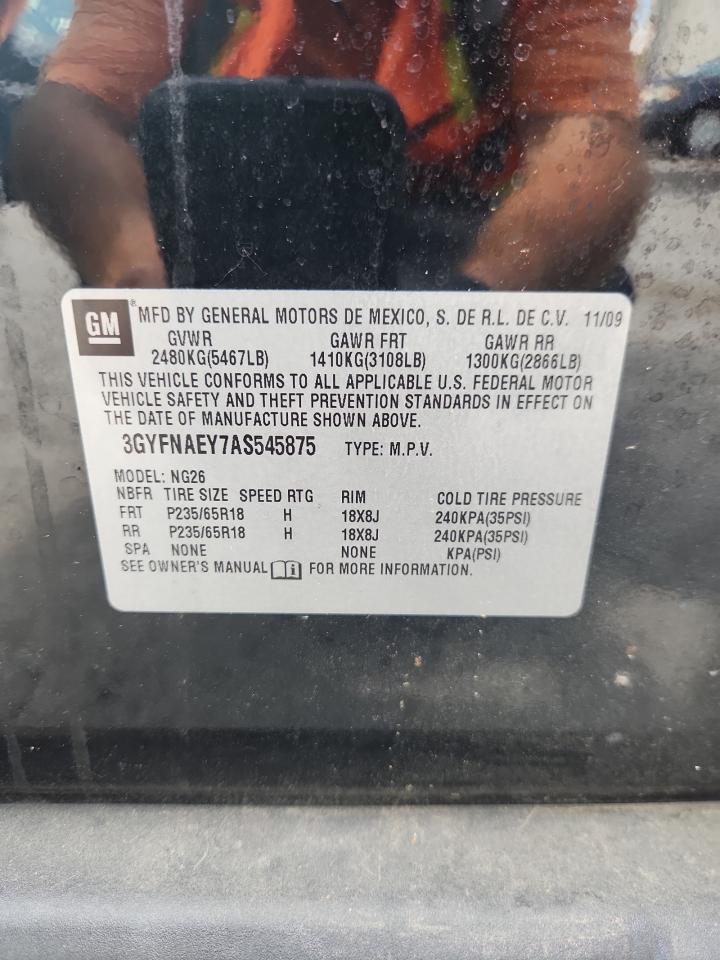 GM ® MFD BY GENERAL MOTORS DE MEXICO, S. DE R.L. DE C.V. 11/09
GVWR GAWR FRT GAWR RR
2480KG(5467LB) 1410KG(3108LB) 1300KG(2866LB)
THIS VEHICLE CONFORMS TO ALL APPLICABLE U.S. FEDERAL MOTOR
VEHICLE SAFETY AND THEFT PREVENTION STANDARDS IN EFFECT ON
THE DATE OF MANUFACTURE SHOWN ABOVE.
3GYFNAEY7AS545875 TYPE: M.P.V.
MODEL: NG26
NBFR TIRE SIZE SPEED RTG RIM COLD TIRE PRESSURE
FRT P235/65R18 H 18X8J 240KPA(35PSI)
RR P235/65R18 H 18X8J 240KPA(35PSI)
SPA NONE NONE KPA(PSI)
SEE OWNER'S MANUAL FOR MORE INFORMATION.